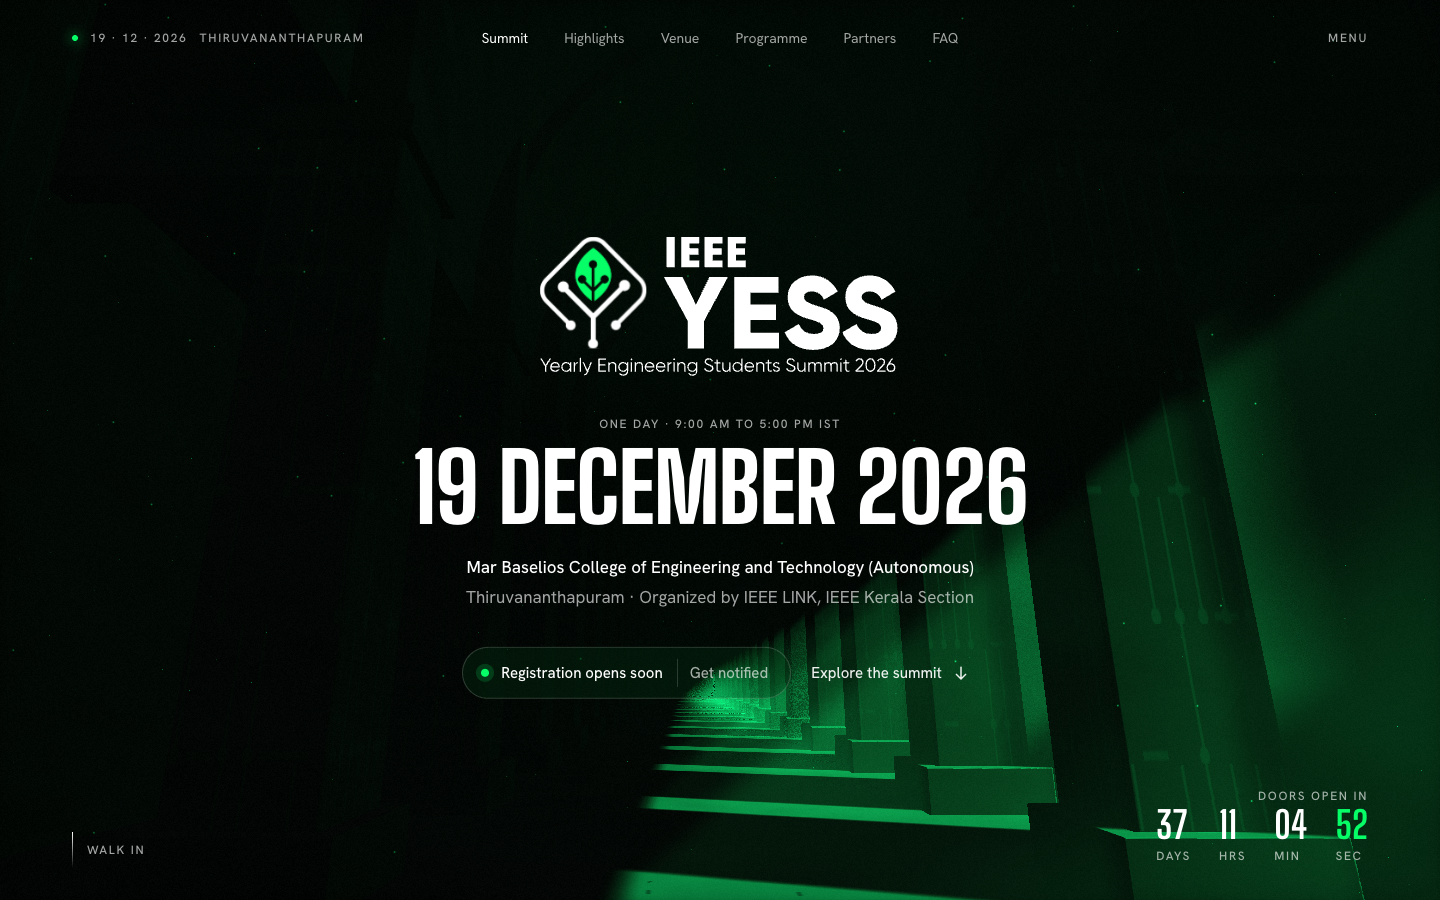 19 · 12 · 2026 THIRUVANANTHAPURAM
Summit Highlights Venue Programme Partners FAQ
MENU
IEEE
YESS
Yearly Engineering Students Summit 2026
ONE DAY · 9:00 AM TO 5:00 PM IST
19 DECEMBER 2026
Mar Baselios College of Engineering and Technology (Autonomous)
Thiruvananthapuram · Organized by IEEE LINK, IEEE Kerala Section
Registration opens soon Get notified Explore the summit ↓
WALK IN
DOORS OPEN IN
37 11 04 52
DAYS HRS MIN SEC